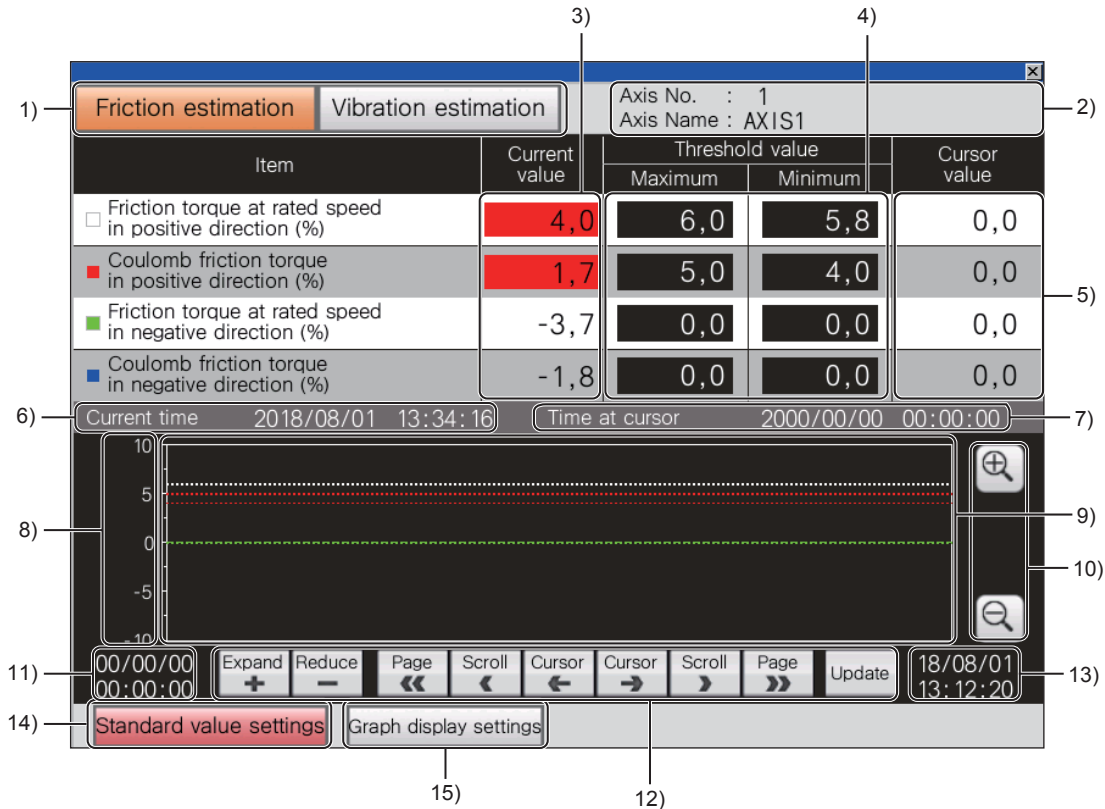 3)
4)
1)
Friction estimation
Vibration estimation
Axis No. : 1
Axis Name : AXIS1
2)
Item
Current
value
Threshold value
Maximum
Minimum
Cursor
value
Friction torque at rated speed
in positive direction (%)
4,0
6,0
5,8
0,0
Coulomb friction torque
in positive direction (%)
1,7
5,0
4,0
0,0
5)
Friction torque at rated speed
in negative direction (%)
-3,7
0,0
0,0
0,0
Coulomb friction torque
in negative direction (%)
-1,8
0,0
0,0
0,0
6)
Current time 2018/08/01 13:34:16
Time at cursor 2000/00/00 00:00:00
7)
10
5
0
-5
-10
8)
9)
10)
11)
00/00/00
00:00:00
Expand
Reduce
Page
Scroll
Cursor
Cursor
Scroll
Page
Update
18/08/01
13:12:20
13)
14)
Standard value settings
Graph display settings
15)
12)